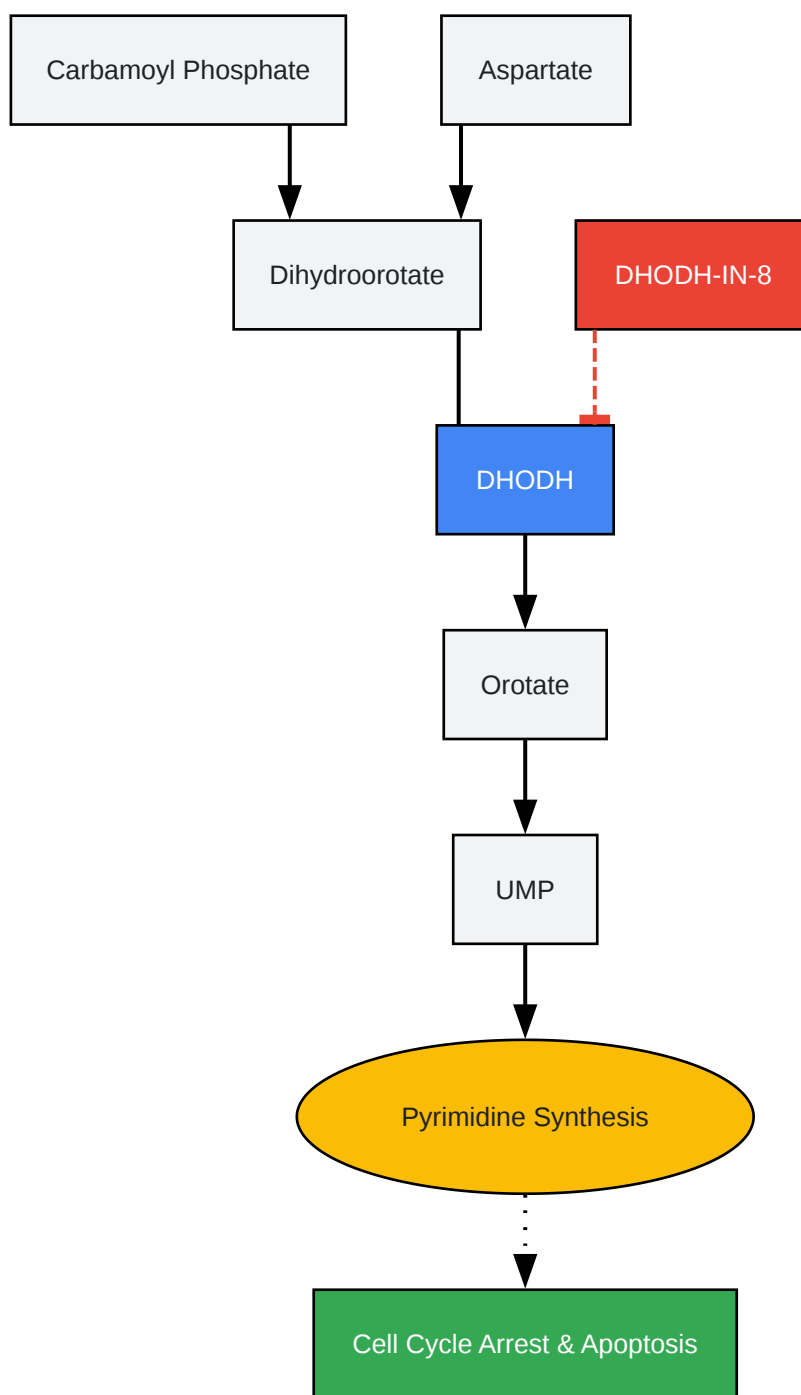 Carbamoyl Phosphate
Aspartate
Dihydroorotate
DHODH-IN-8
DHODH
Orotate
UMP
Pyrimidine Synthesis
Cell Cycle Arrest & Apoptosis